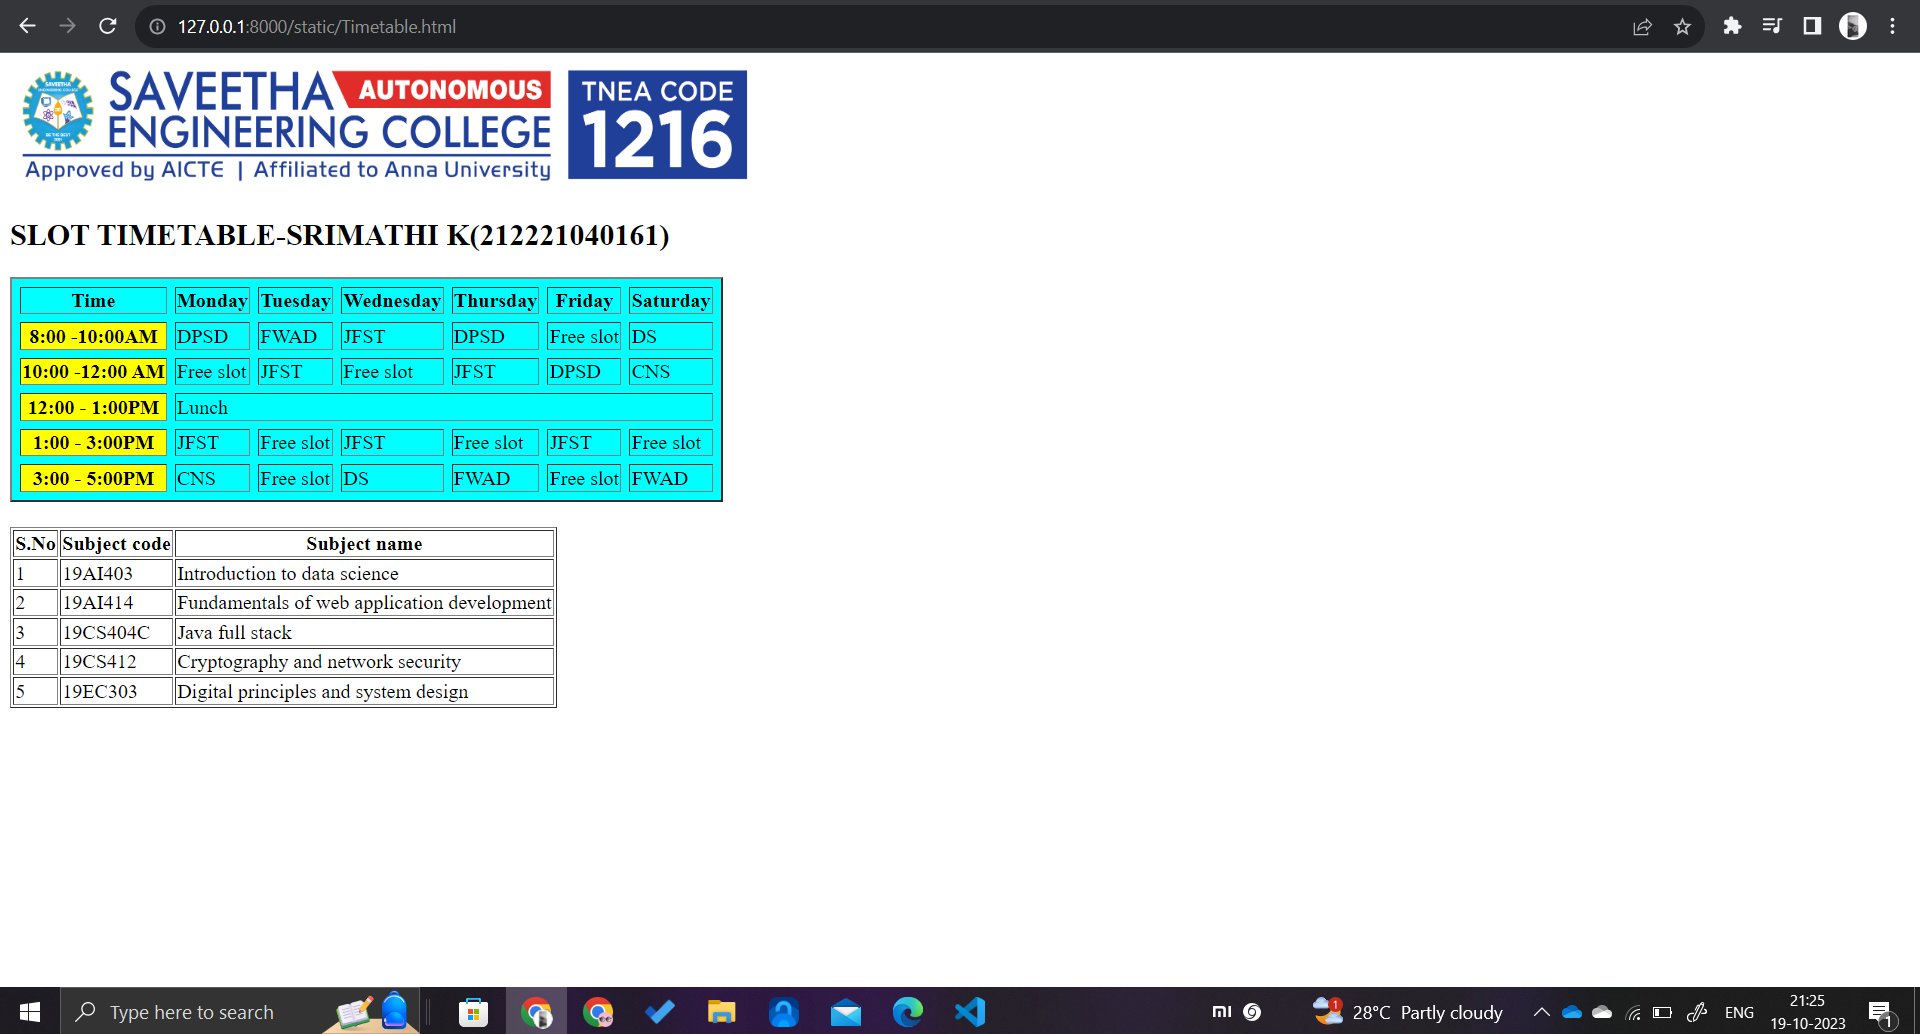 127.0.0.1:8000/static/Timetable.html
SAVEETHA AUTONOMOUS
ENGINEERING COLLEGE
Approved by AICTE | Affiliated to Anna University
TNEA CODE
1216
SLOT TIMETABLE-SRIMATHI K(212221040161)
Time Monday Tuesday Wednesday Thursday Friday Saturday
8:00 -10:00AM DPSD FWAD JFST DPSD Free slot DS
10:00 -12:00 AM Free slot JFST Free slot JFST DPSD CNS
12:00 - 1:00PM Lunch
1:00 - 3:00PM JFST Free slot JFST Free slot JFST Free slot
3:00 - 5:00PM CNS Free slot DS FWAD Free slot FWAD
S.No Subject code Subject name
1 19AI403 Introduction to data science
2 19AI414 Fundamentals of web application development
3 19CS404C Java full stack
4 19CS412 Cryptography and network security
5 19EC303 Digital principles and system design
Type here to search
1
28°C Partly cloudy
ENG
21:25
19-10-2023
1